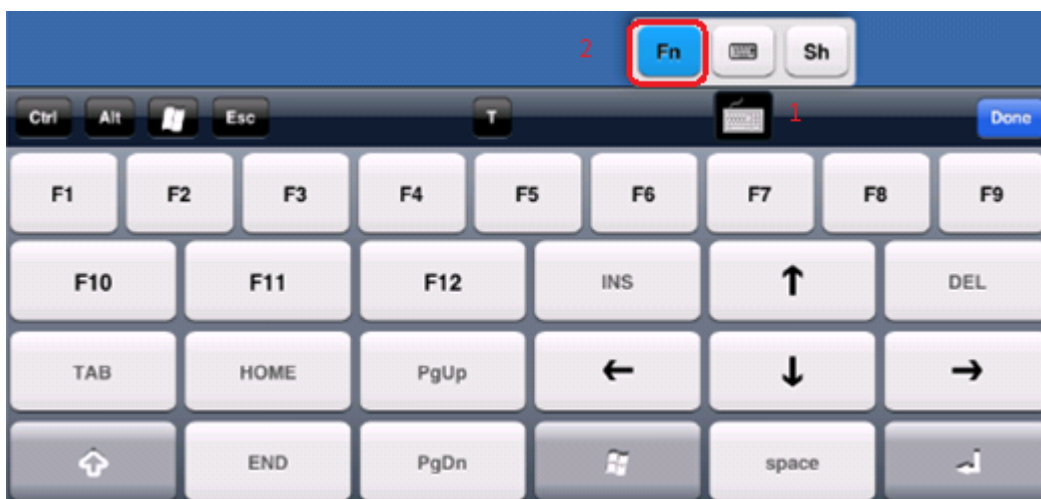 2 Fn Sh
Ctrl Alt Esc T 1 Done
F1 F2 F3 F4 F5 F6 F7 F8 F9
F10 F11 F12 INS ↑ DEL
TAB HOME PgUp ← ↓ →
END PgDn space